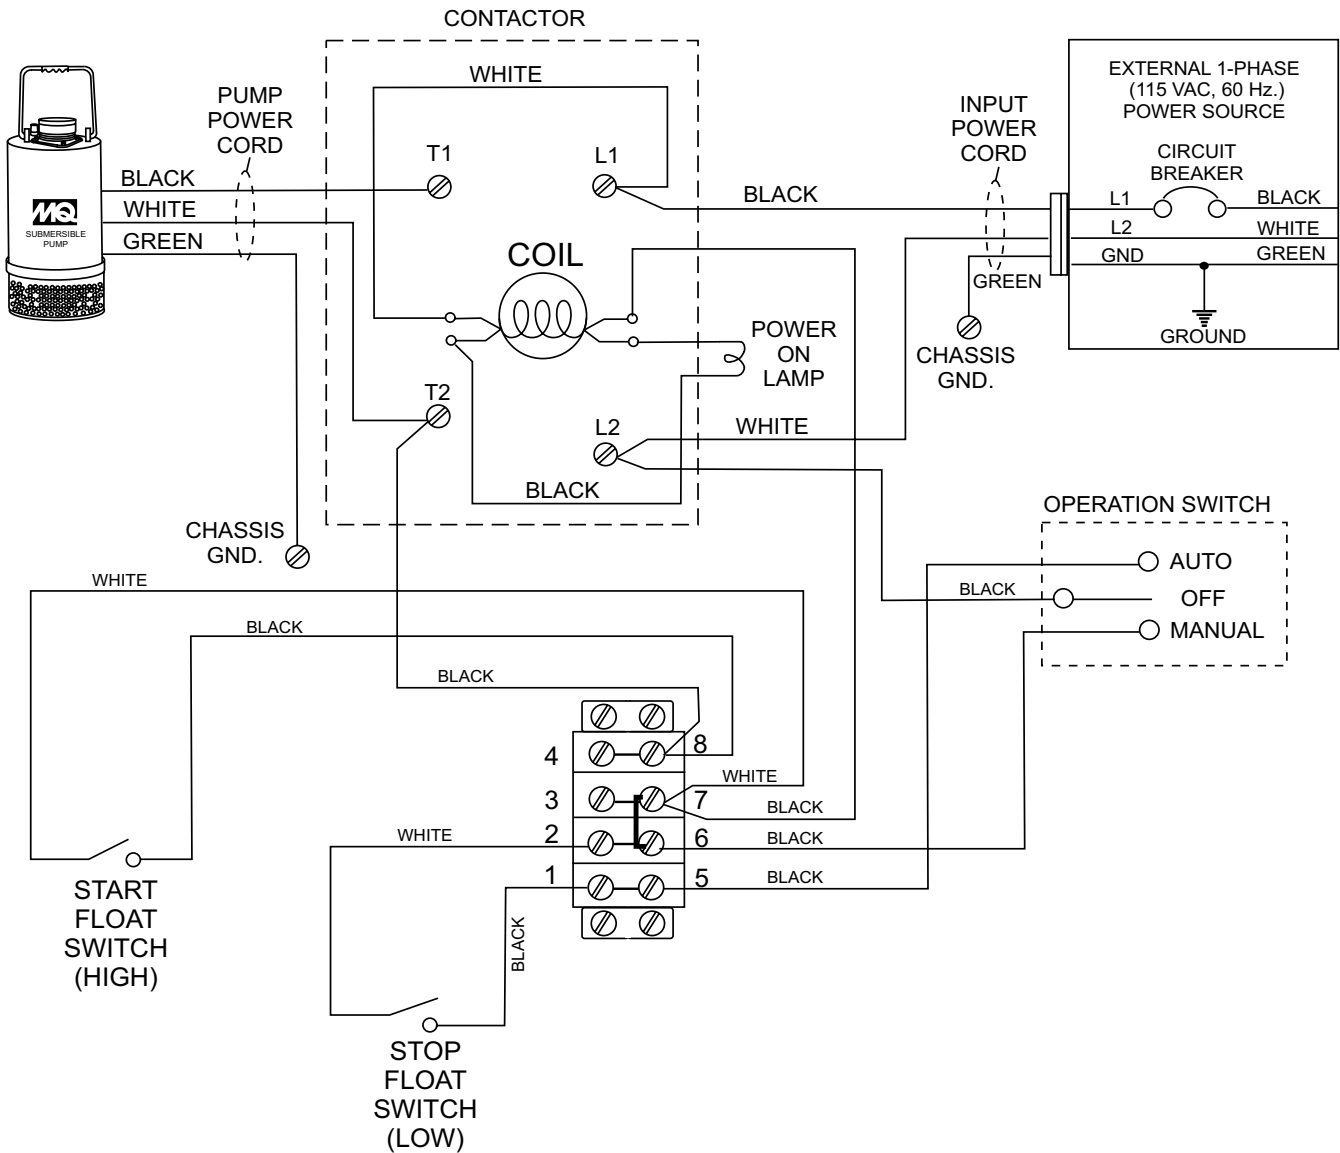 CONTACTOR
WHITE
PUMP
POWER
CORD
T1
L1
BLACK
WHITE
GREEN
MQ
SUBMERSIBLE
PUMP
COIL
BLACK
INPUT
POWER
CORD
EXTERNAL 1-PHASE
(115 VAC, 60 Hz.)
POWER SOURCE
CIRCUIT
BREAKER
L1
BLACK
L2
WHITE
GND
GREEN
GROUND
GREEN
CHASSIS
GND.
POWER
ON
LAMP
T2
L2
WHITE
BLACK
CHASSIS
GND.
OPERATION SWITCH
AUTO
BLACK
OFF
MANUAL
WHITE
BLACK
BLACK
4
8
WHITE
3
7
BLACK
WHITE
2
6
BLACK
1
5
BLACK
BLACK
START
FLOAT
SWITCH
(HIGH)
STOP
FLOAT
SWITCH
(LOW)